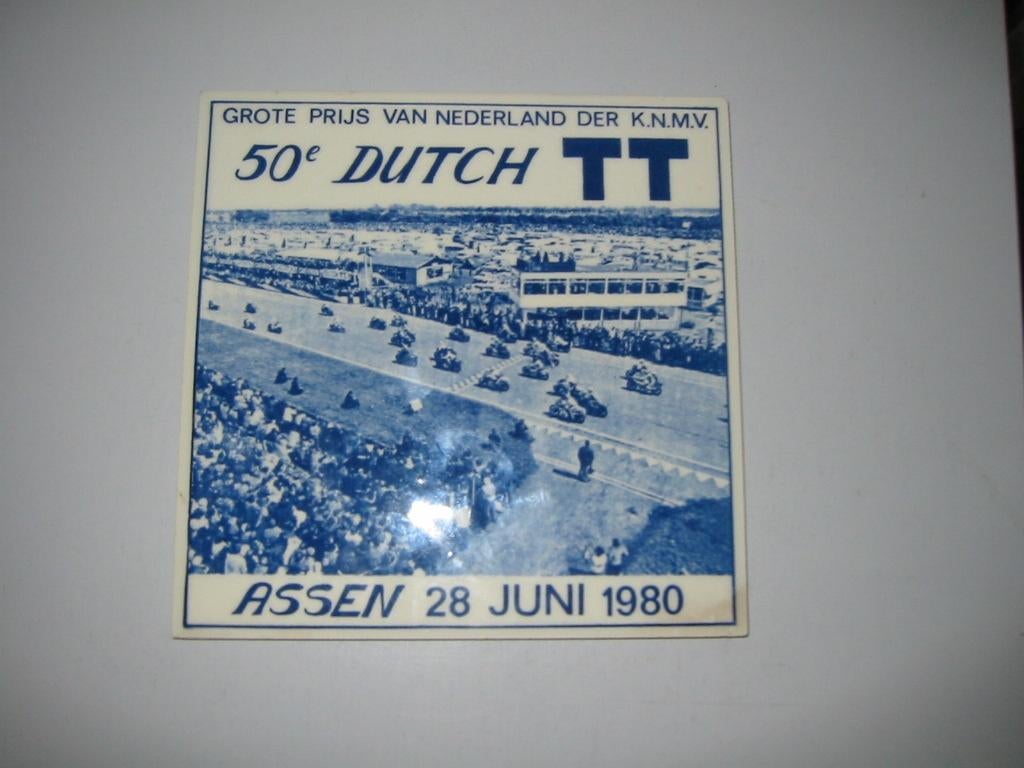 GROTE PRIJS VAN NEDERLAND DER K.N.M.V.
50e DUTCH TT
ASSEN 28 JUNI 1980